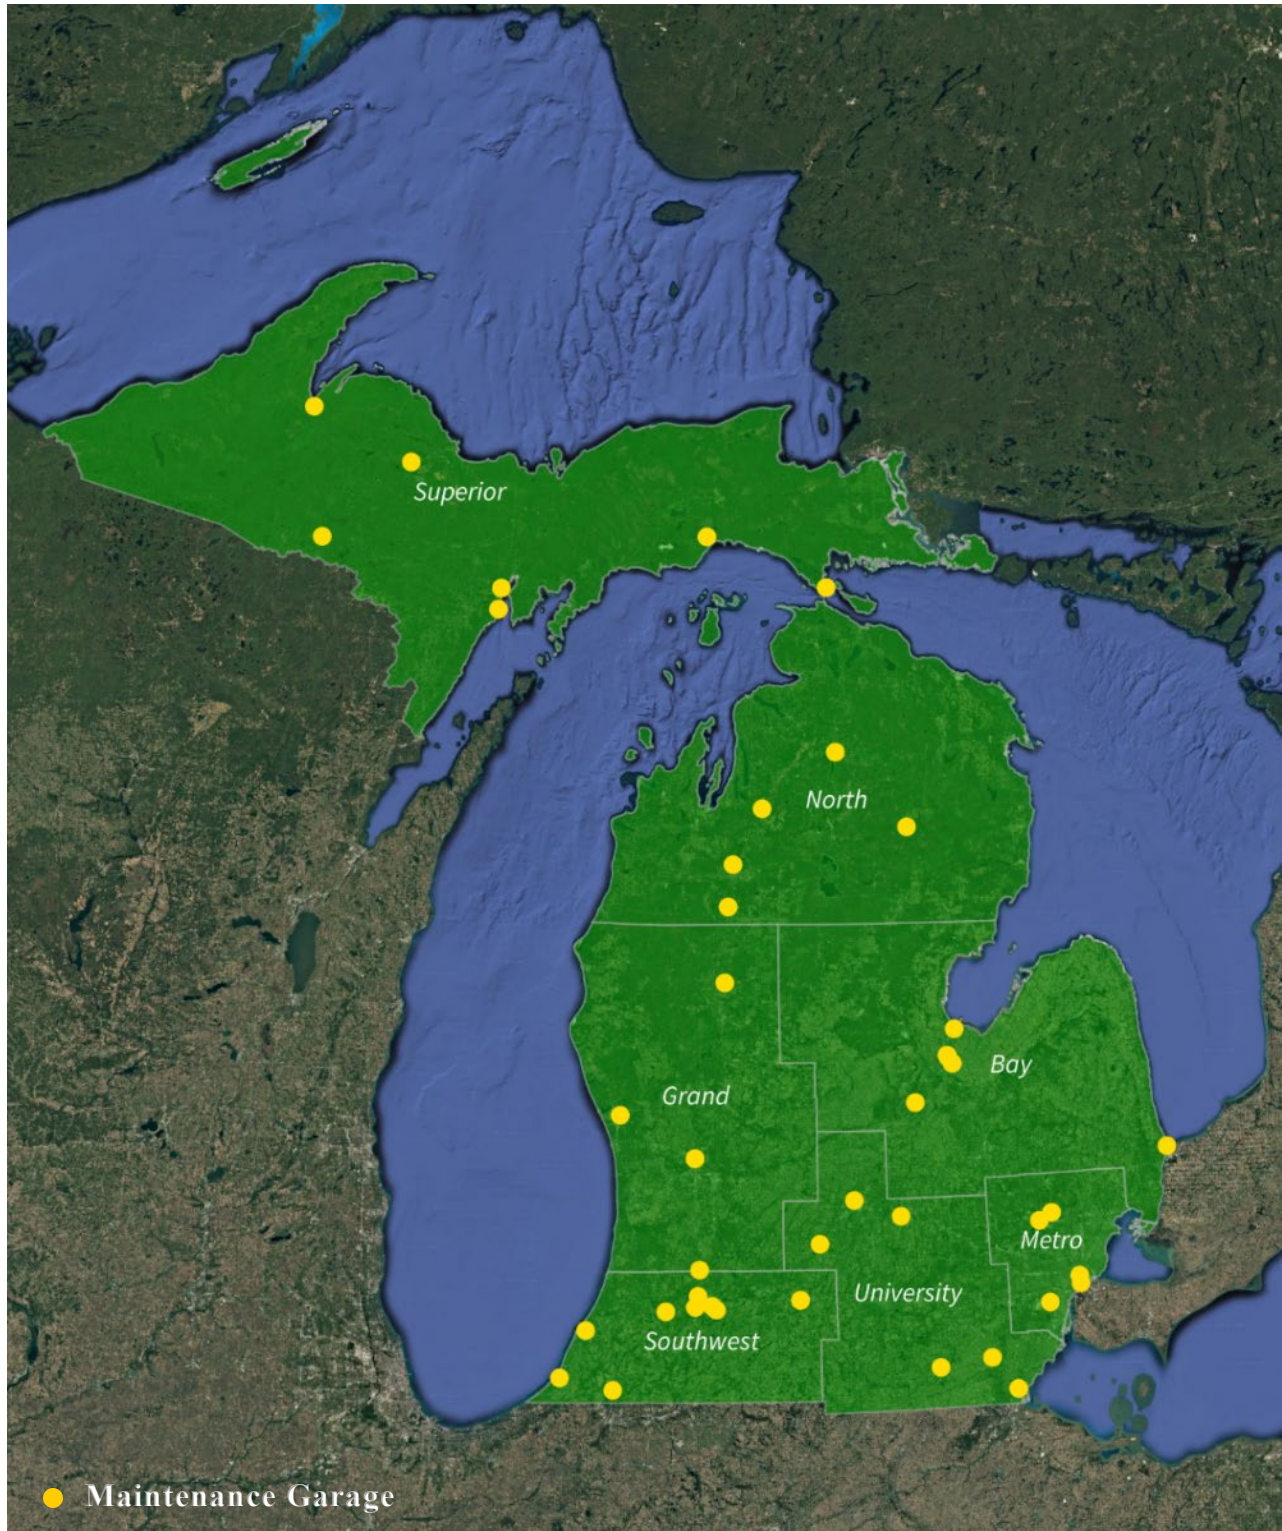 Superior
North
Bay
Grand
Metro
University
Southwest
Maintenance Garage